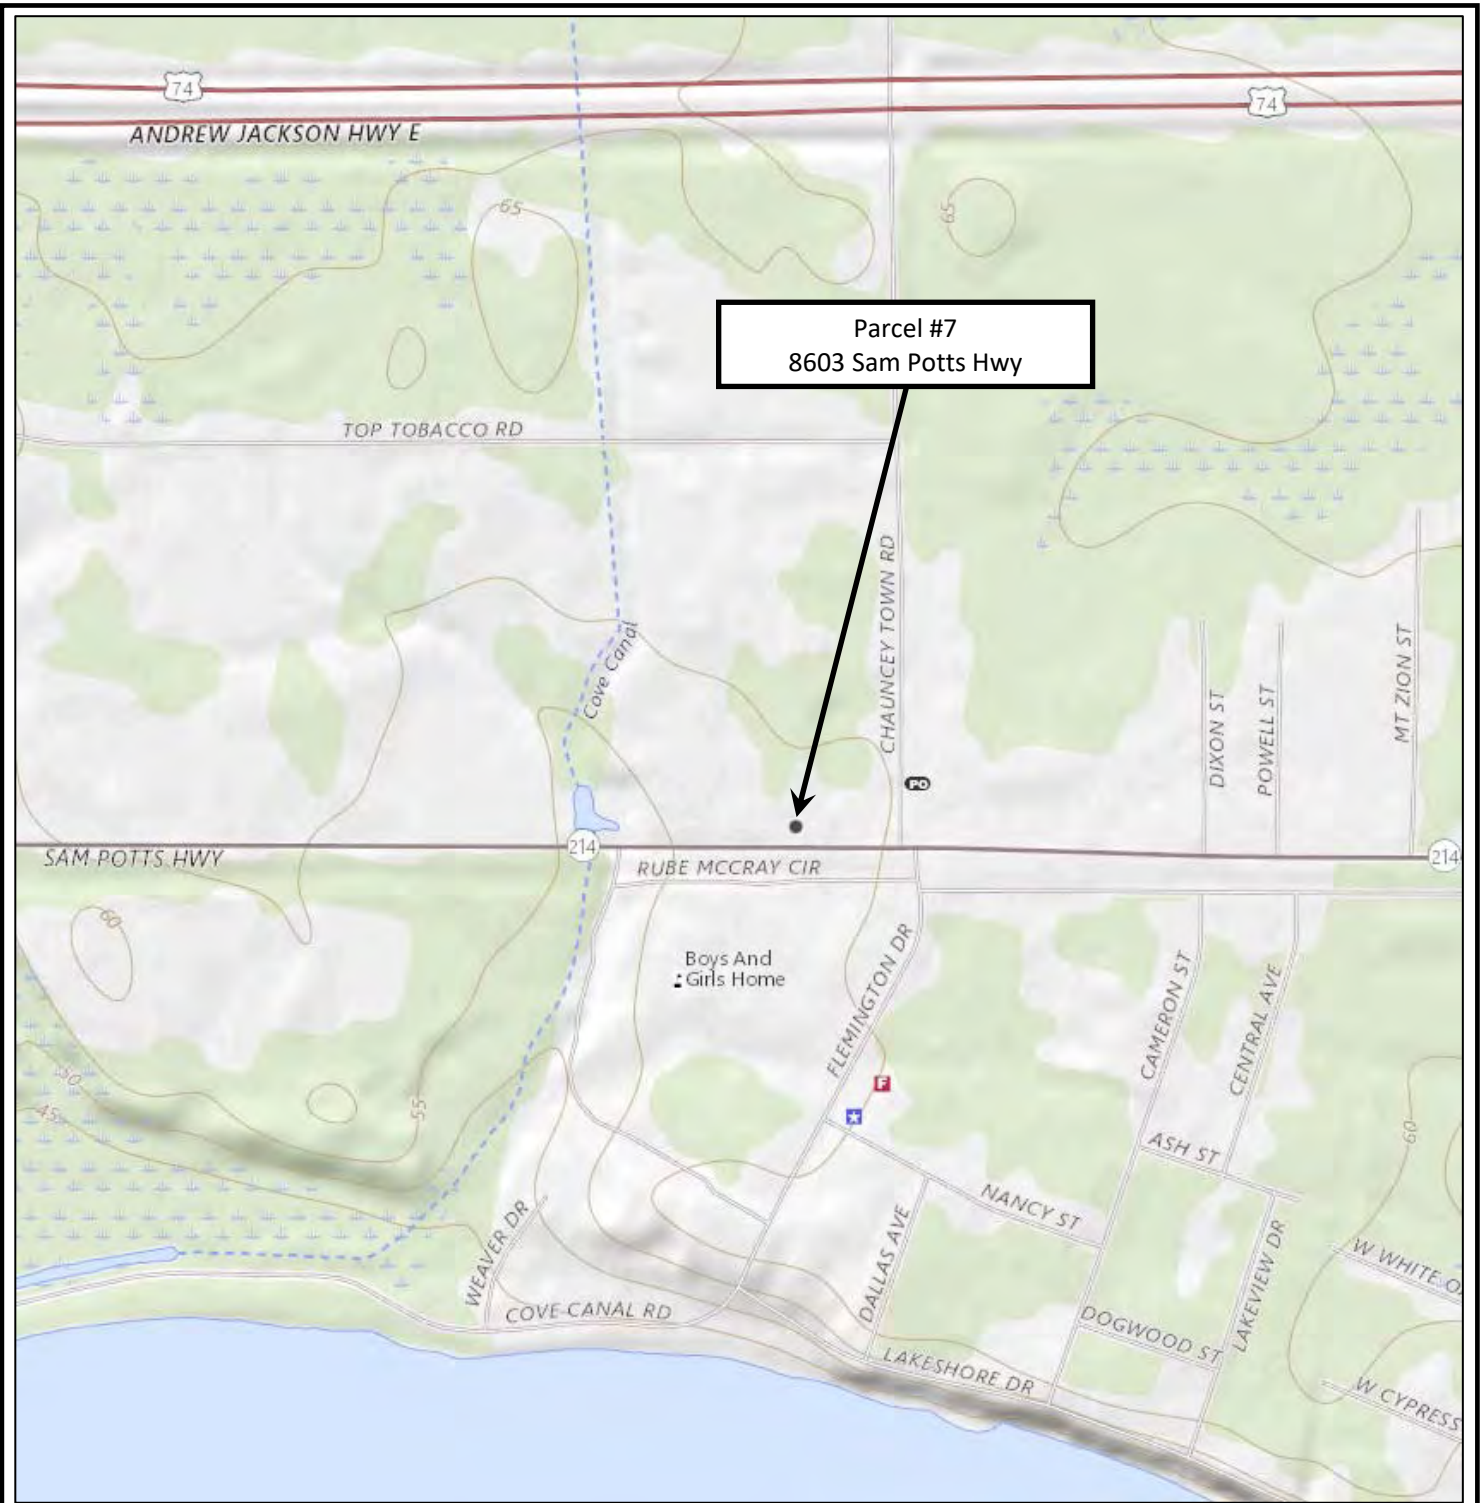 74
74
ANDREW JACKSON HWY E
65
65
Parcel #7
8603 Sam Potts Hwy
TOP TOBACCO RD
CHAUNCEY TOWN RD
Cove Canal
DIXON ST
POWELL ST
MT ZION ST
PO
SAM POTTS HWY
214
214
RUBE MCCRAY CIR
60
Boys And
Girls Home
FLEMINGTON DR
CAMERON ST
CENTRAL AVE
50
45
55
F
60
ASH ST
NANCY ST
WEAVER DR
DALLAS AVE
LAKEVIEW DR
W WHITE O
COVE CANAL RD
DOGWOOD ST
LAKESHORE DR
W CYPRESS